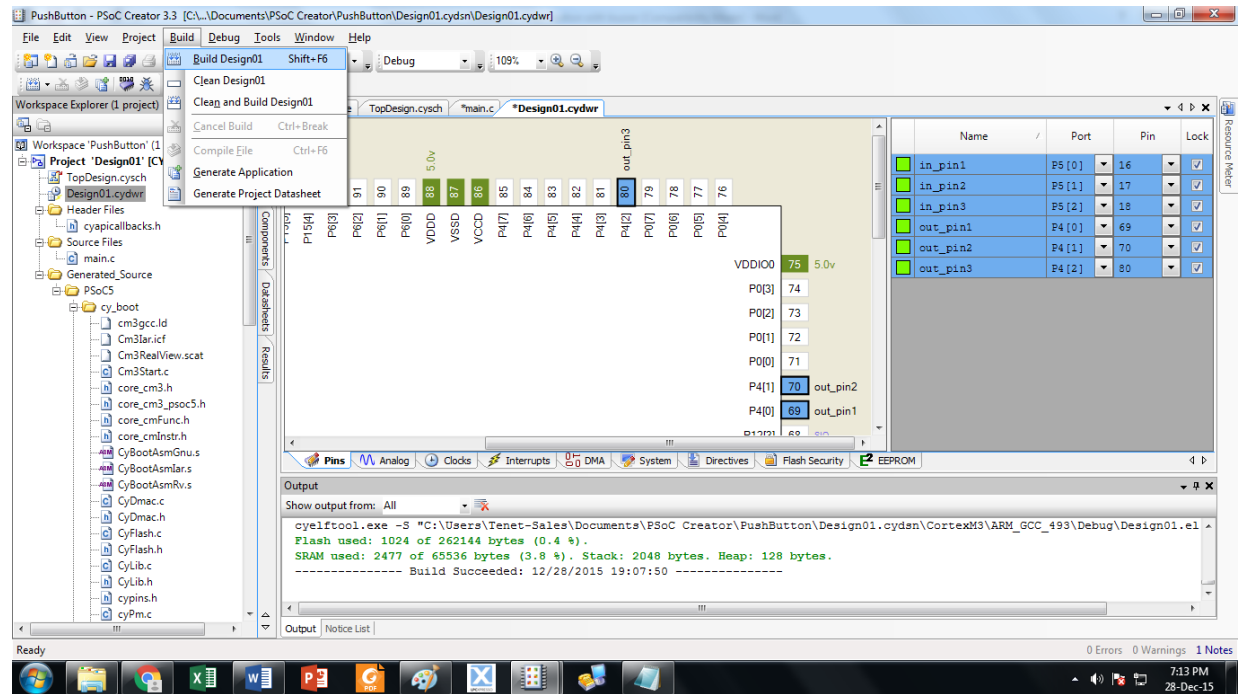 PushButton - PSoC Creator 3.3 [C:\...\Documents\PSoC Creator\PushButton\Design01.cydsn\Design01.cydwr]
File Edit View Project Build Debug Tools Window Help
Debug 109%
Build Design01 Shift+F6
Clean Design01
Clean and Build Design01
Cancel Build Ctrl+Break
Compile File Ctrl+F6
Generate Application
Generate Project Datasheet
Workspace Explorer (1 project)
Workspace 'PushButton' (1
Project 'Design01' [CY
TopDesign.cysch
Design01.cydwr
Header Files
cyapicallbacks.h
Source Files
main.c
Generated_Source
PSoC5
cy_boot
cm3gcc.ld
Cm3Iar.icf
Cm3RealView.scat
Cm3Start.c
core_cm3.h
core_cm3_psoc5.h
core_cmFunc.h
core_cmInstr.h
CyBootAsmGnu.s
CyBootAsmIar.s
CyBootAsmRv.s
CyDmac.c
CyDmac.h
CyFlash.c
CyFlash.h
CyLib.c
CyLib.h
cypins.h
cyPm.c
Components
Datasheets
Results
TopDesign.cysch *main.c *Design01.cydwr
5.0v out_pin3
91 90 89 88 87 86 85 84 83 82 81 80 79 78 77 76
P15[4] P6[3] P6[2] P6[1] P6[0] VDDD VSSD VCCD P4[7] P4[6] P4[5] P4[4] P4[3] P4[2] P0[7] P0[6] P0[5] P0[4]
VDDIO0 75 5.0v
P0[3] 74
P0[2] 73
P0[1] 72
P0[0] 71
P4[1] 70 out_pin2
P4[0] 69 out_pin1
P12[3] 68 SIO
Name / Port Pin Lock
in_pin1 P5[0] 16
in_pin2 P5[1] 17
in_pin3 P5[2] 18
out_pin1 P4[0] 69
out_pin2 P4[1] 70
out_pin3 P4[2] 80
Resource Meter
Pins Analog Clocks Interrupts DMA System Directives Flash Security EEPROM
Output
Show output from: All
cyelftool.exe -S "C:\Users\Tenet-Sales\Documents\PSoC Creator\PushButton\Design01.cydsn\CortexM3\ARM_GCC_493\Debug\Design01.el
Flash used: 1024 of 262144 bytes (0.4 %).
SRAM used: 2477 of 65536 bytes (3.8 %). Stack: 2048 bytes. Heap: 128 bytes.
--------------- Build Succeeded: 12/28/2015 19:07:50 ---------------
Output Notice List
Ready 0 Errors 0 Warnings 1 Notes
7:13 PM
28-Dec-15